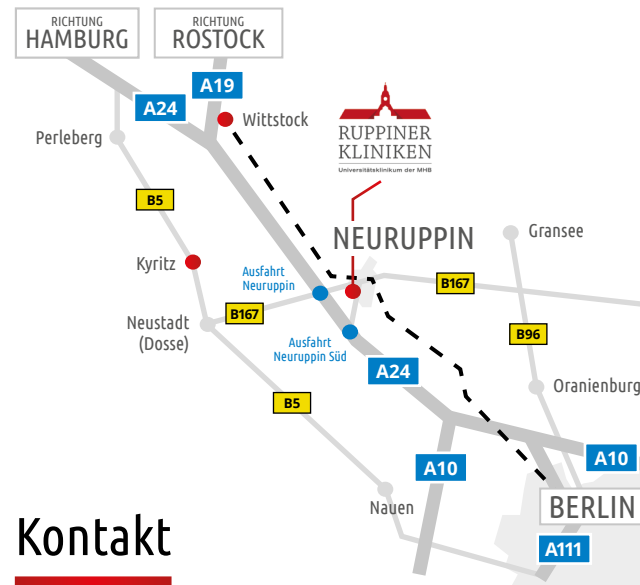 RICHTUNG
HAMBURG
RICHTUNG
ROSTOCK
A19
A24
Wittstock
Perleberg
RUPPINER
KLINIKEN
Universitätsklinikum der MHB
B5
NEURUPPIN
Gransee
Kyritz
Ausfahrt
Neuruppin
B167
B167
Neustadt
(Dosse)
B96
Ausfahrt
Neuruppin Süd
A24
Oranienburg
B5
A10
A10
Nauen
BERLIN
Kontakt
A111